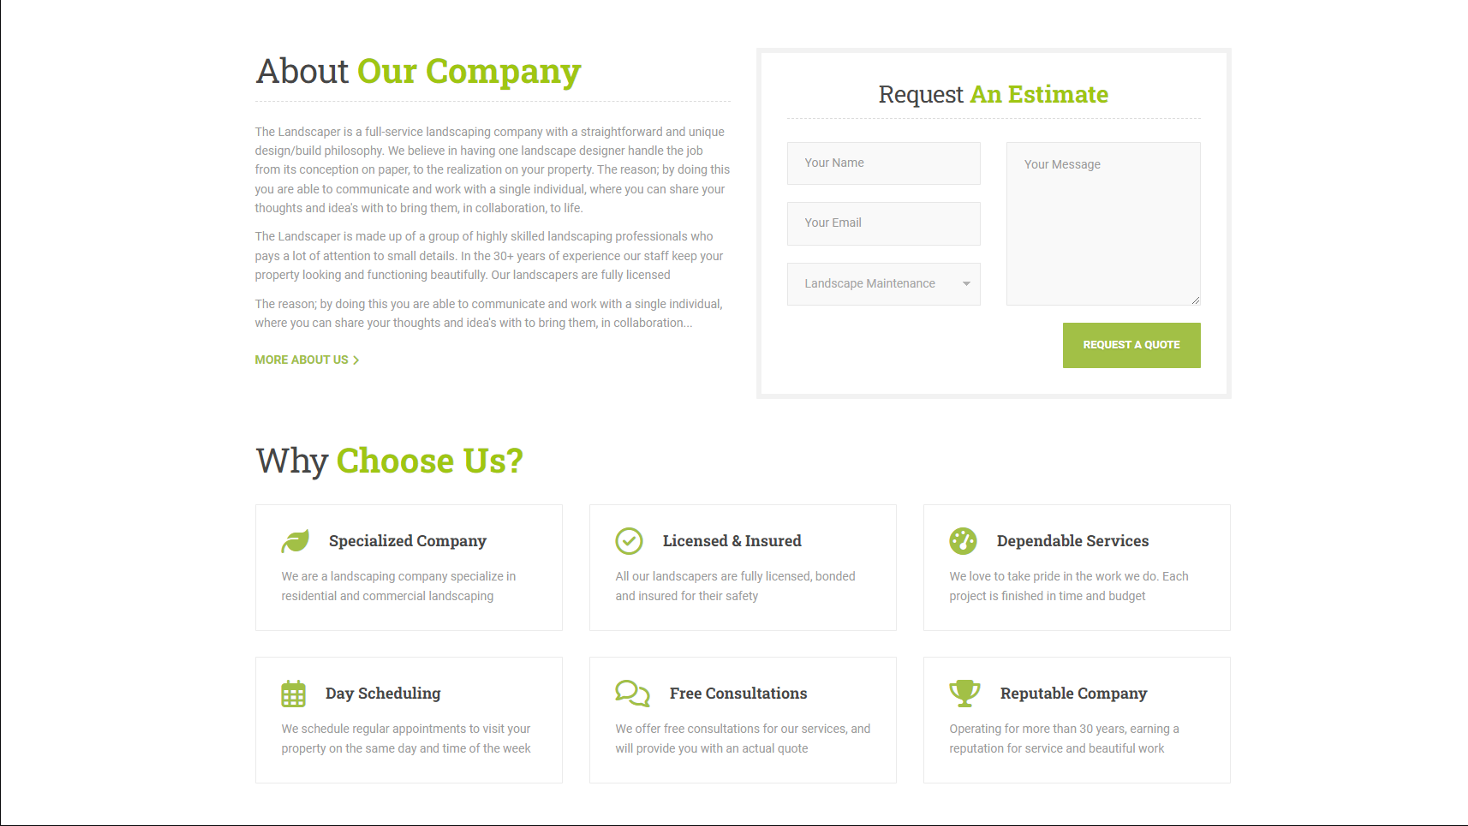 About Our Company
The Landscaper is a full-service landscaping company with a straightforward and unique
design/build philosophy. We believe in having one landscape designer handle the job
from its conception on paper, to the realization on your property. The reason; by doing this
you are able to communicate and work with a single individual, where you can share your
thoughts and idea's with to bring them, in collaboration, to life.
The Landscaper is made up of a group of highly skilled landscaping professionals who
pays a lot of attention to small details. In the 30+ years of experience our staff keep your
property looking and functioning beautifully. Our landscapers are fully licensed
The reason; by doing this you are able to communicate and work with a single individual,
where you can share your thoughts and idea's with to bring them, in collaboration...
MORE ABOUT US
Request An Estimate
Your Name
Your Email
Landscape Maintenance
Your Message
REQUEST A QUOTE
Why Choose Us?
Specialized Company
We are a landscaping company specialize in
residential and commercial landscaping
Licensed & Insured
All our landscapers are fully licensed, bonded
and insured for their safety
Dependable Services
We love to take pride in the work we do. Each
project is finished in time and budget
Day Scheduling
We schedule regular appointments to visit your
property on the same day and time of the week
Free Consultations
We offer free consultations for our services, and
will provide you with an actual quote
Reputable Company
Operating for more than 30 years, earning a
reputation for service and beautiful work